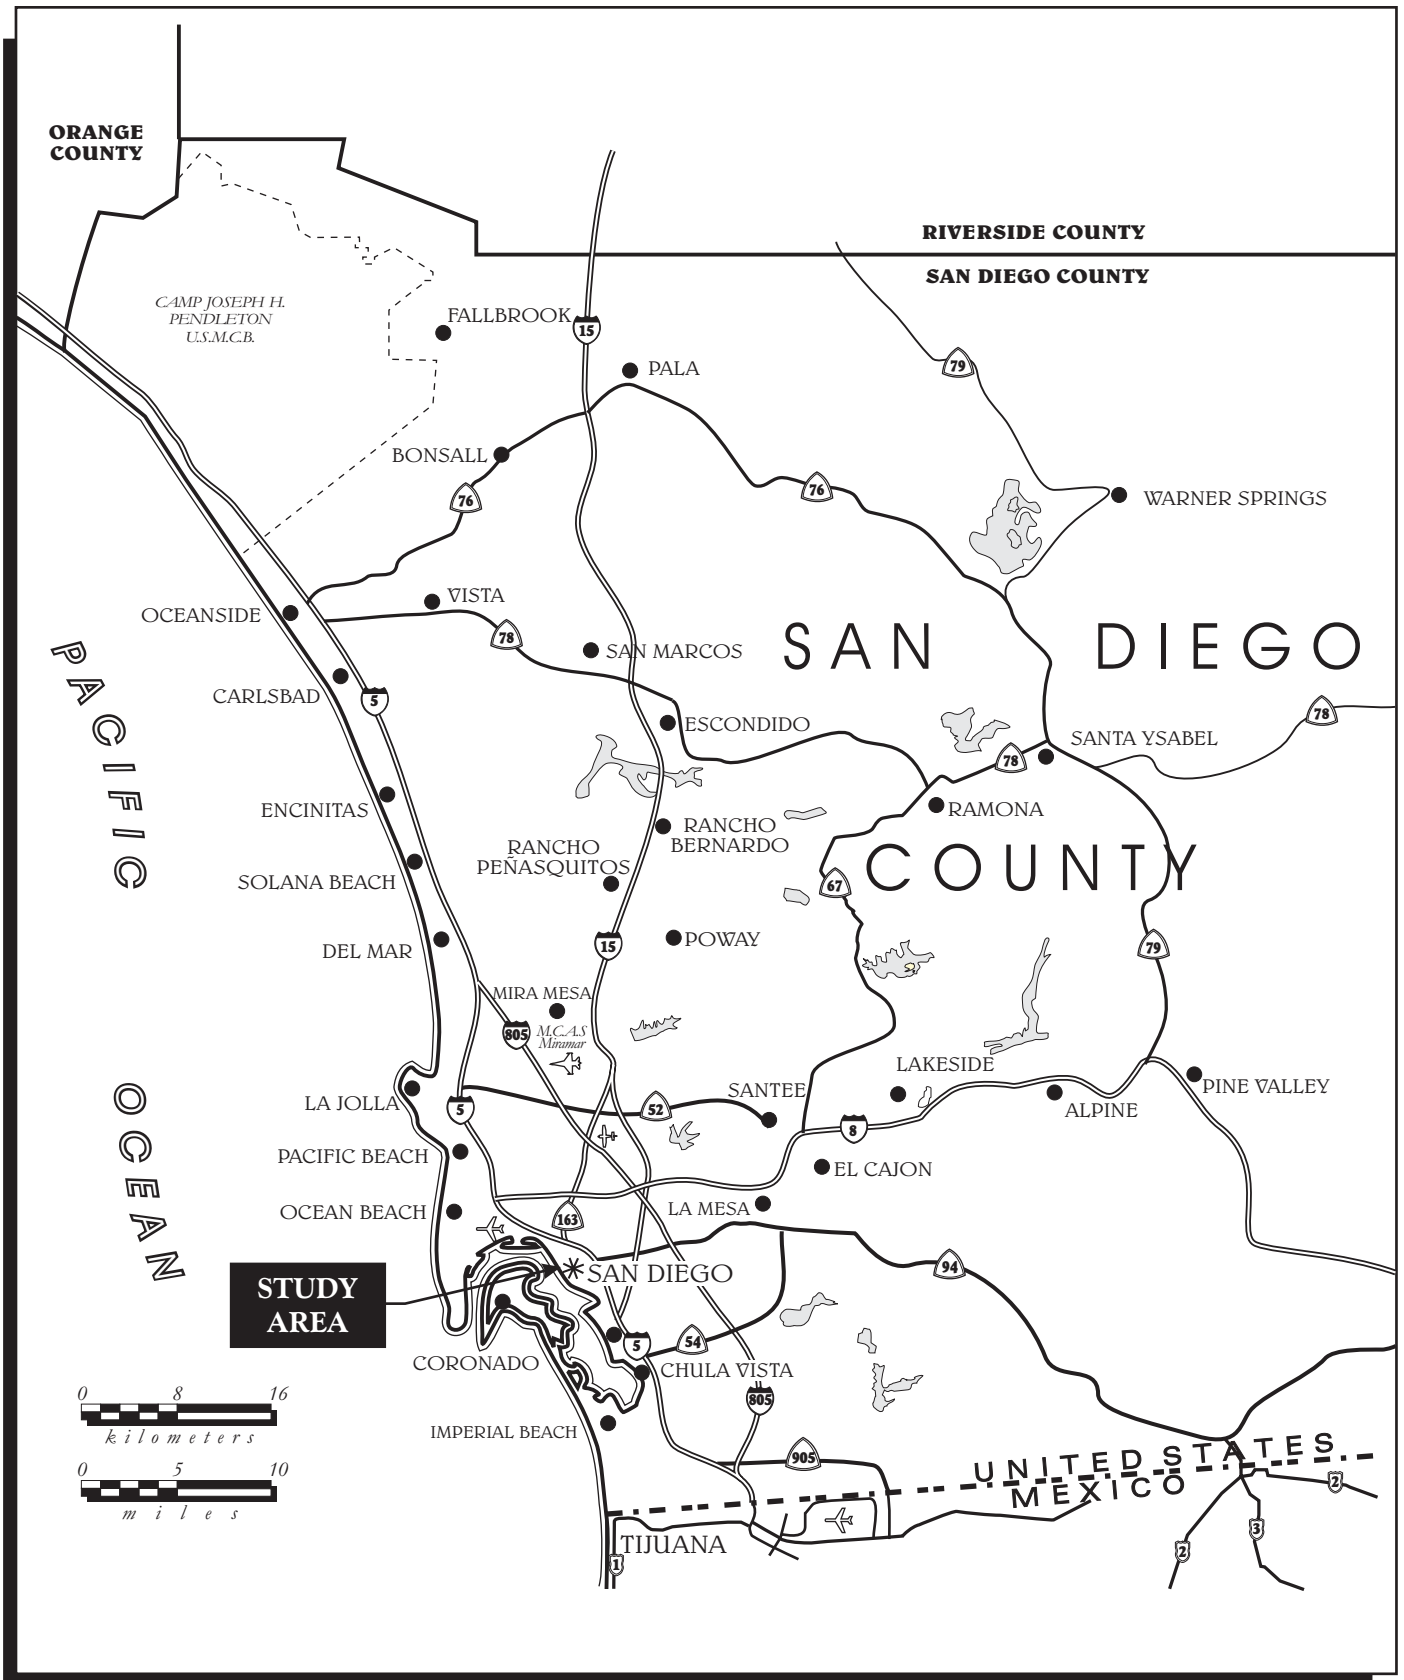 ORANGE
COUNTY
RIVERSIDE COUNTY
SAN DIEGO COUNTY
CAMP JOSEPH H.
PENDLETON
U.S.M.C.B.
FALLBROOK
15
PALA
79
BONSALL
76
76
WARNER SPRINGS
VISTA
OCEANSIDE
78
SAN MARCOS
SAN DIEGO
COUNTY
CARLSBAD
5
ESCONDIDO
78
SANTA YSABEL
78
RAMONA
ENCINITAS
RANCHO
BERNARDO
RANCHO
PEÑASQUITOS
67
SOLANA BEACH
DEL MAR
15
POWAY
79
MIRA MESA
805
M.C.A.S
Miramar
LAKESIDE
SANTEE
PINE VALLEY
ALPINE
LA JOLLA
5
52
8
PACIFIC BEACH
EL CAJON
OCEAN BEACH
163
LA MESA
PACIFIC
OCEAN
STUDY
AREA
SAN DIEGO
94
5
54
CORONADO
CHULA VISTA
805
IMPERIAL BEACH
905
UNITED STATES
MEXICO
2
2
3
TIJUANA
1
0 8 16
kilometers
0 5 10
miles